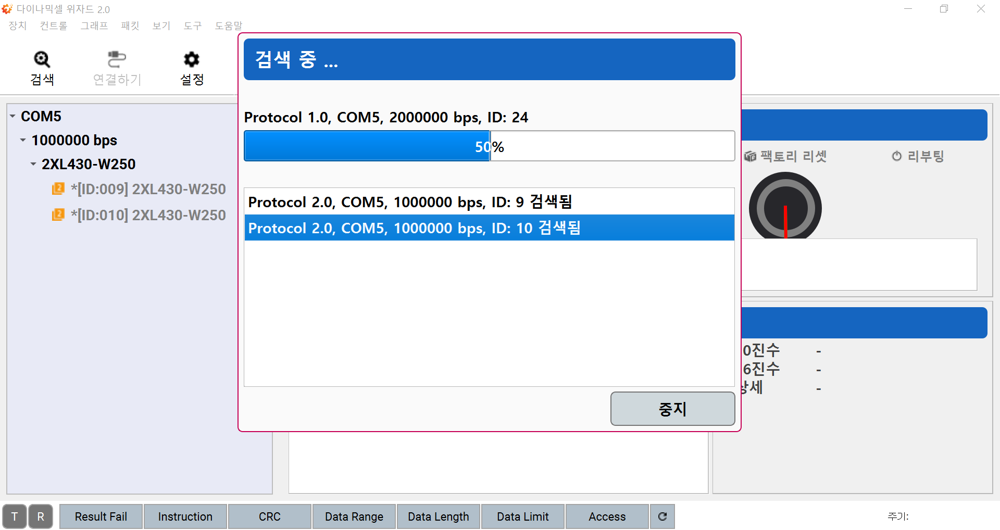 다이나믹셀 위자드 2.0
장치 컨트롤 그래프 패킷 보기 도구 도움말
검색 연결하기 설정
COM5
1000000 bps
2XL430-W250
*[ID:009] 2XL430-W250
*[ID:010] 2XL430-W250
검색 중 ...
Protocol 1.0, COM5, 2000000 bps, ID: 24
50%
Protocol 2.0, COM5, 1000000 bps, ID: 9 검색됨
Protocol 2.0, COM5, 1000000 bps, ID: 10 검색됨
중지
팩토리 리셋 리부팅
0진수 -
6진수 -
상세 -
T R Result Fail Instruction CRC Data Range Data Length Data Limit Access 주기: